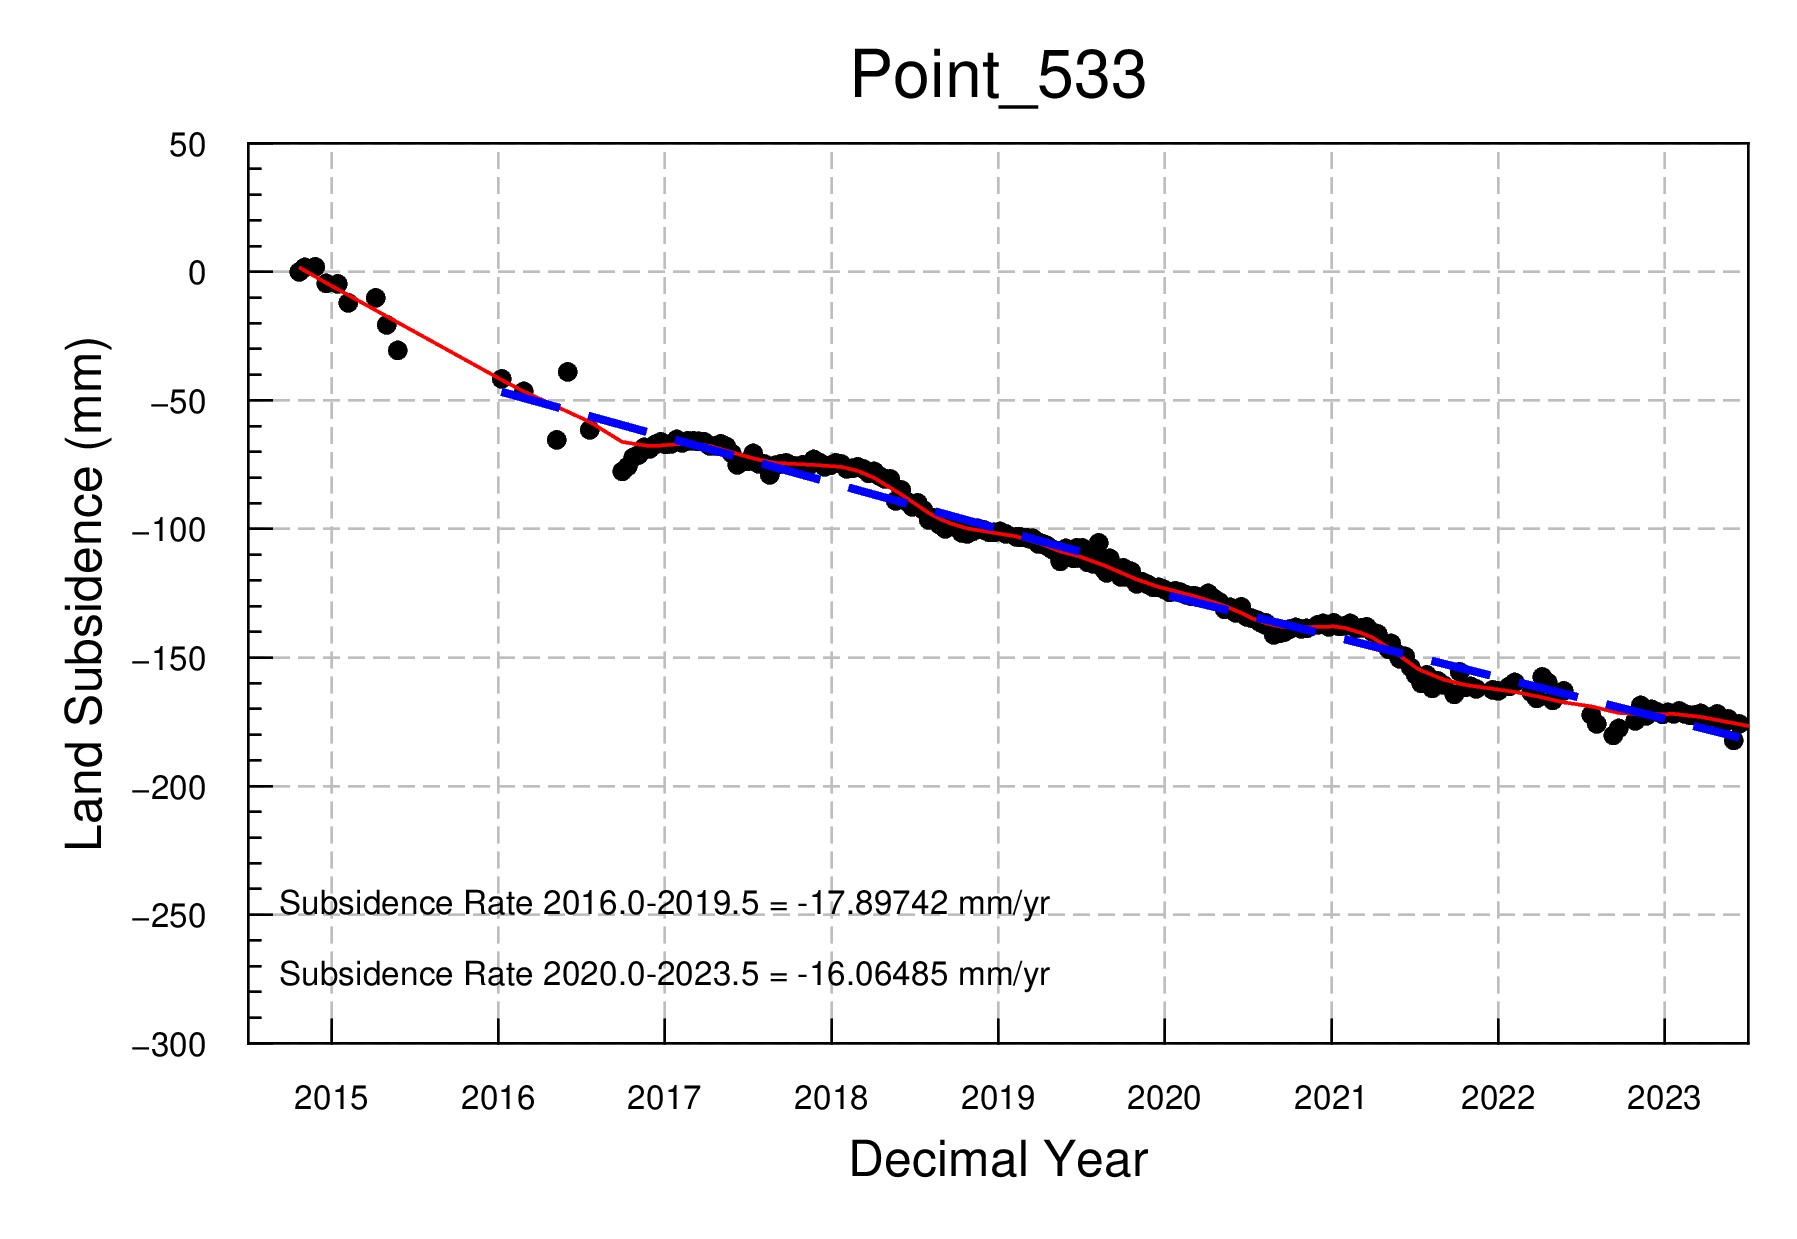 Point_533
50
0
−50
−100
−150
−200
−250
−300
Land Subsidence (mm)
Subsidence Rate 2016.0-2019.5 = -17.89742 mm/yr
Subsidence Rate 2020.0-2023.5 = -16.06485 mm/yr
2015 2016 2017 2018 2019 2020 2021 2022 2023
Decimal Year